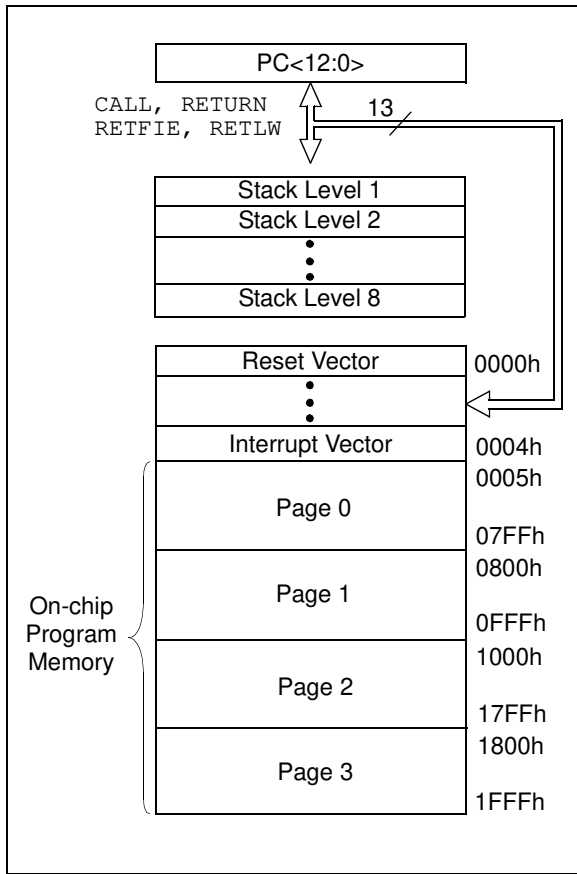 PC<12:0>
CALL, RETURN
RETFIE, RETLW
13
Stack Level 1
Stack Level 2
Stack Level 8
Reset Vector
0000h
Interrupt Vector
0004h
0005h
Page 0
07FFh
0800h
Page 1
On-chip
Program
Memory
0FFFh
1000h
Page 2
17FFh
1800h
Page 3
1FFFh